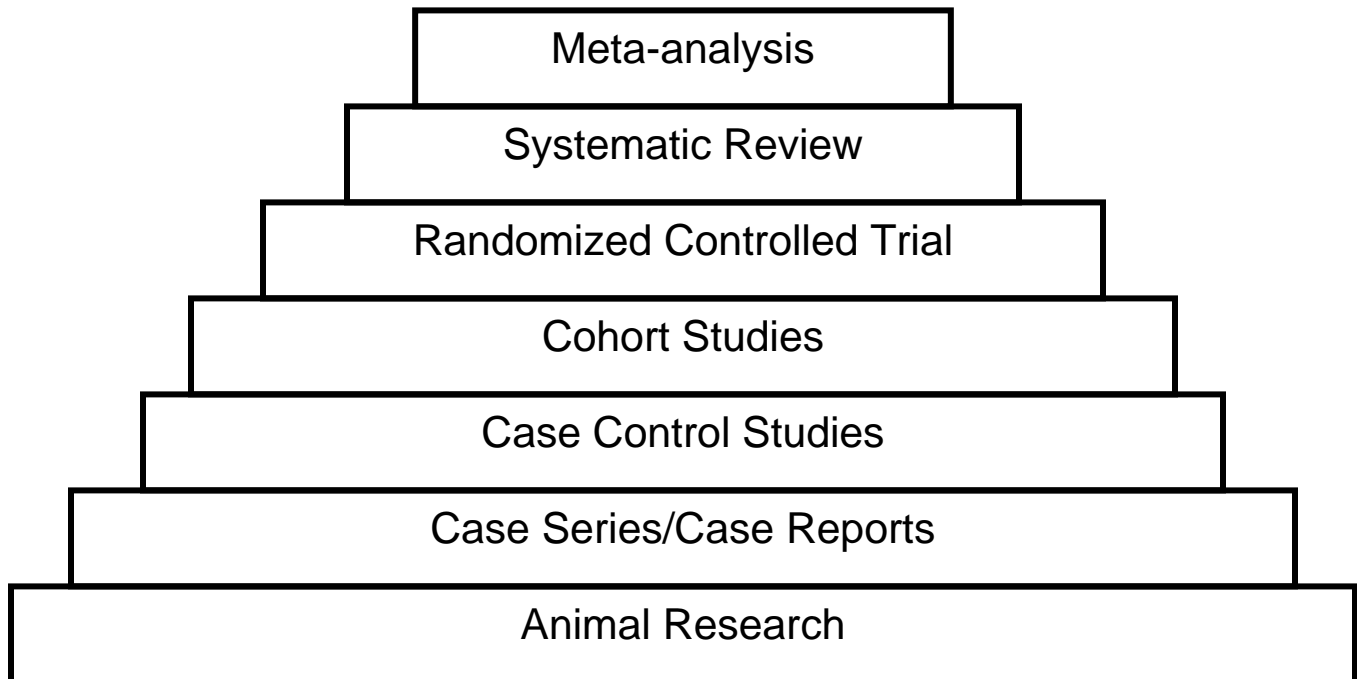 Meta-analysis
Systematic Review
Randomized Controlled Trial
Cohort Studies
Case Control Studies
Case Series/Case Reports
Animal Research